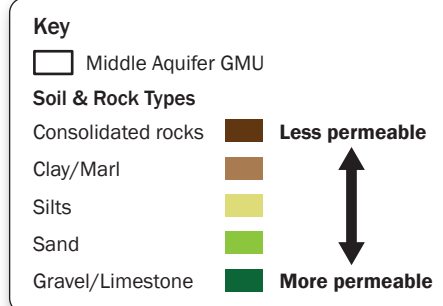 Key
Middle Aquifer GMU
Soil & Rock Types
Consolidated rocks Less permeable
Clay/Marl
Silts
Sand
Gravel/Limestone More permeable